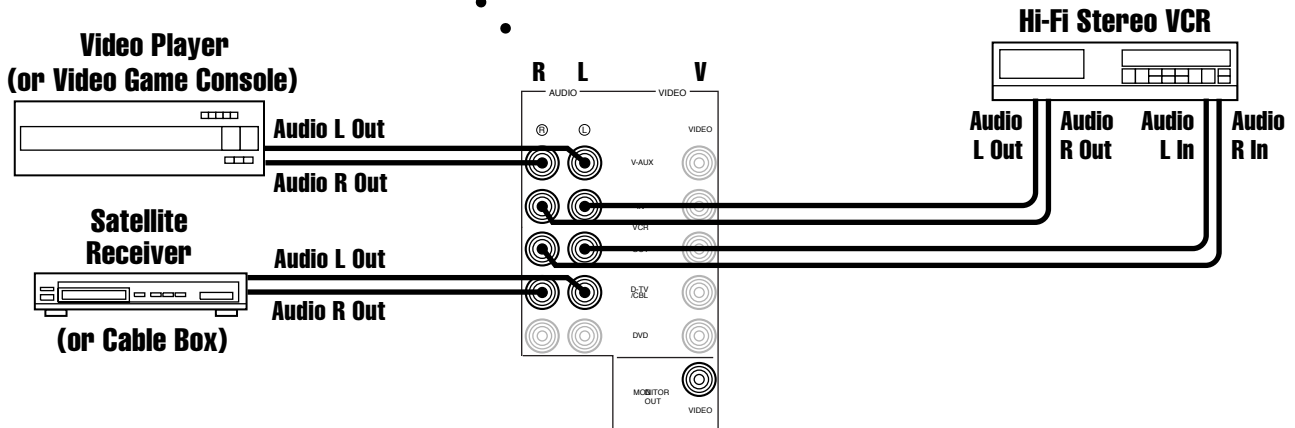 Hi-Fi Stereo VCR
Video Player
(or Video Game Console)
R L V
AUDIO VIDEO
R L VIDEO
Audio L Out
Audio R Out
V-AUX
Audio L Out
Audio R Out
Audio L In
Audio R In
VCR
Satellite
Receiver
(or Cable Box)
Audio L Out
Audio R Out
D-TV
/CBL
DVD
MONITOR
OUT
VIDEO